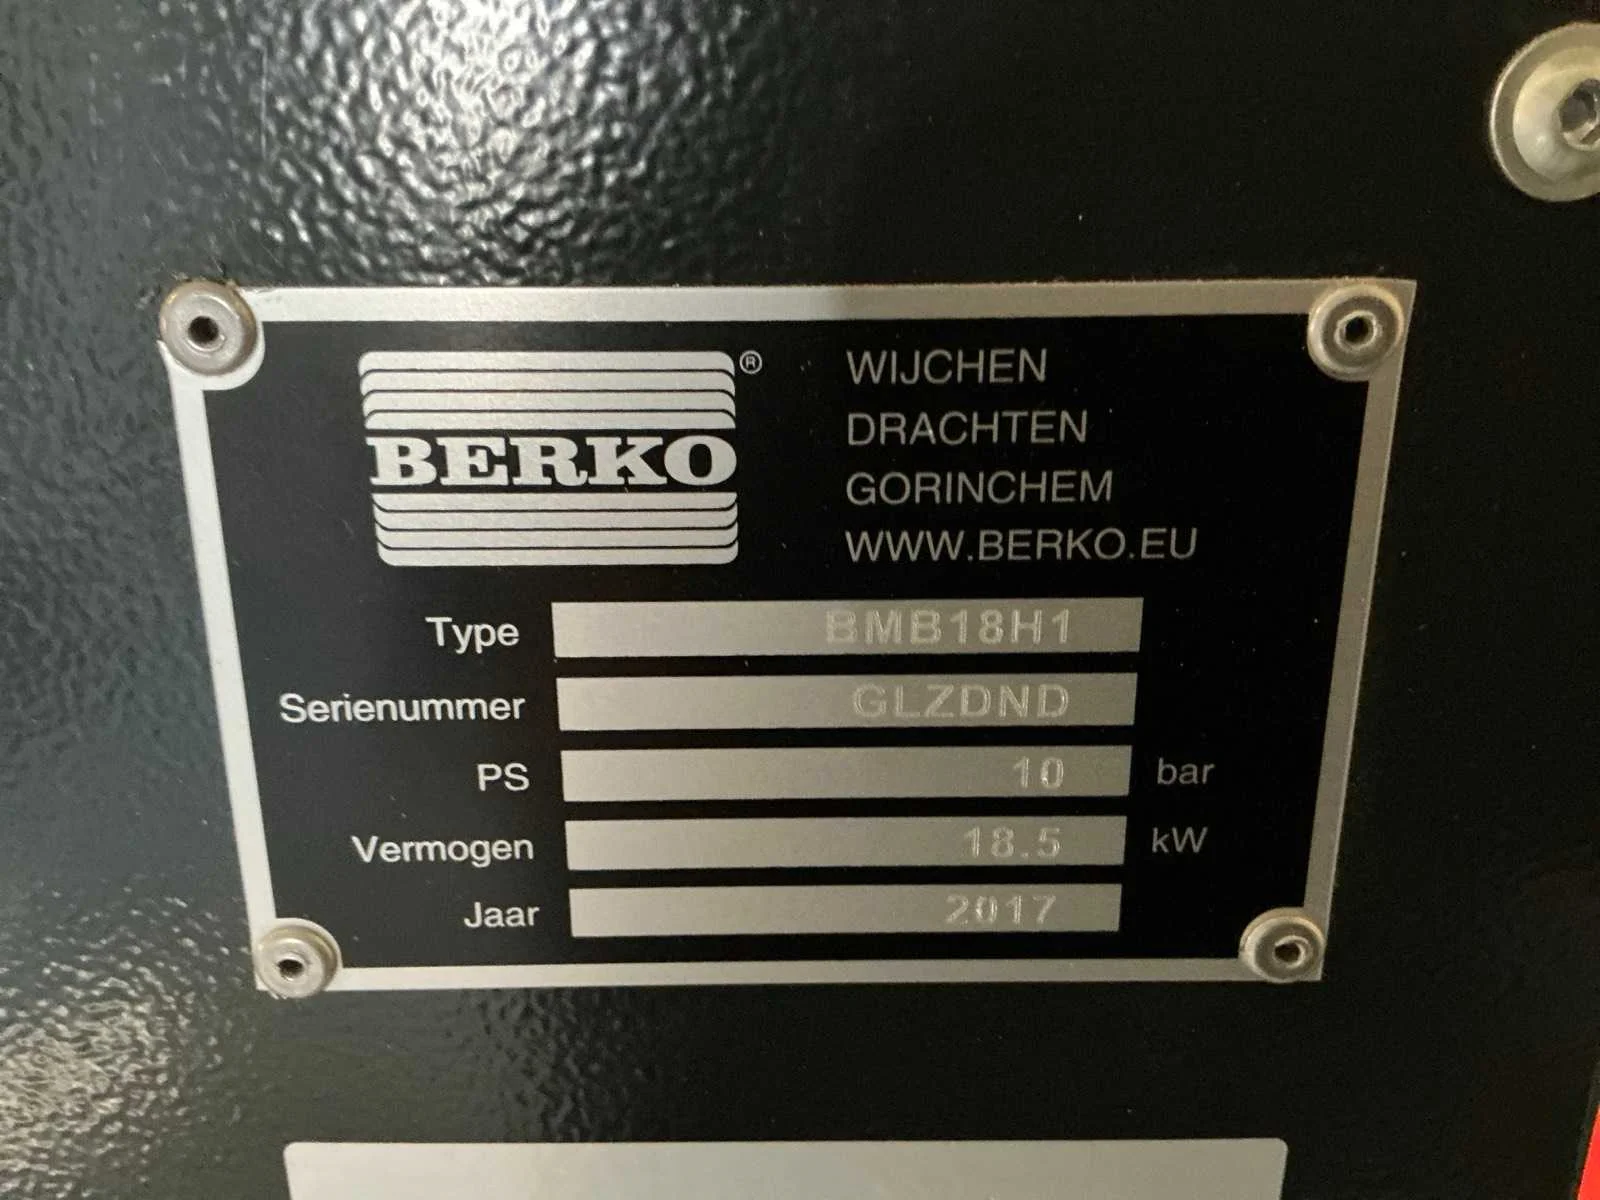 BERKO ®
WIJCHEN
DRACHTEN
GORINCHEM
WWW.BERKO.EU
Type BMB18H1
Serienummer GLZDND
PS 10 bar
Vermogen 18.5 kW
Jaar 2017